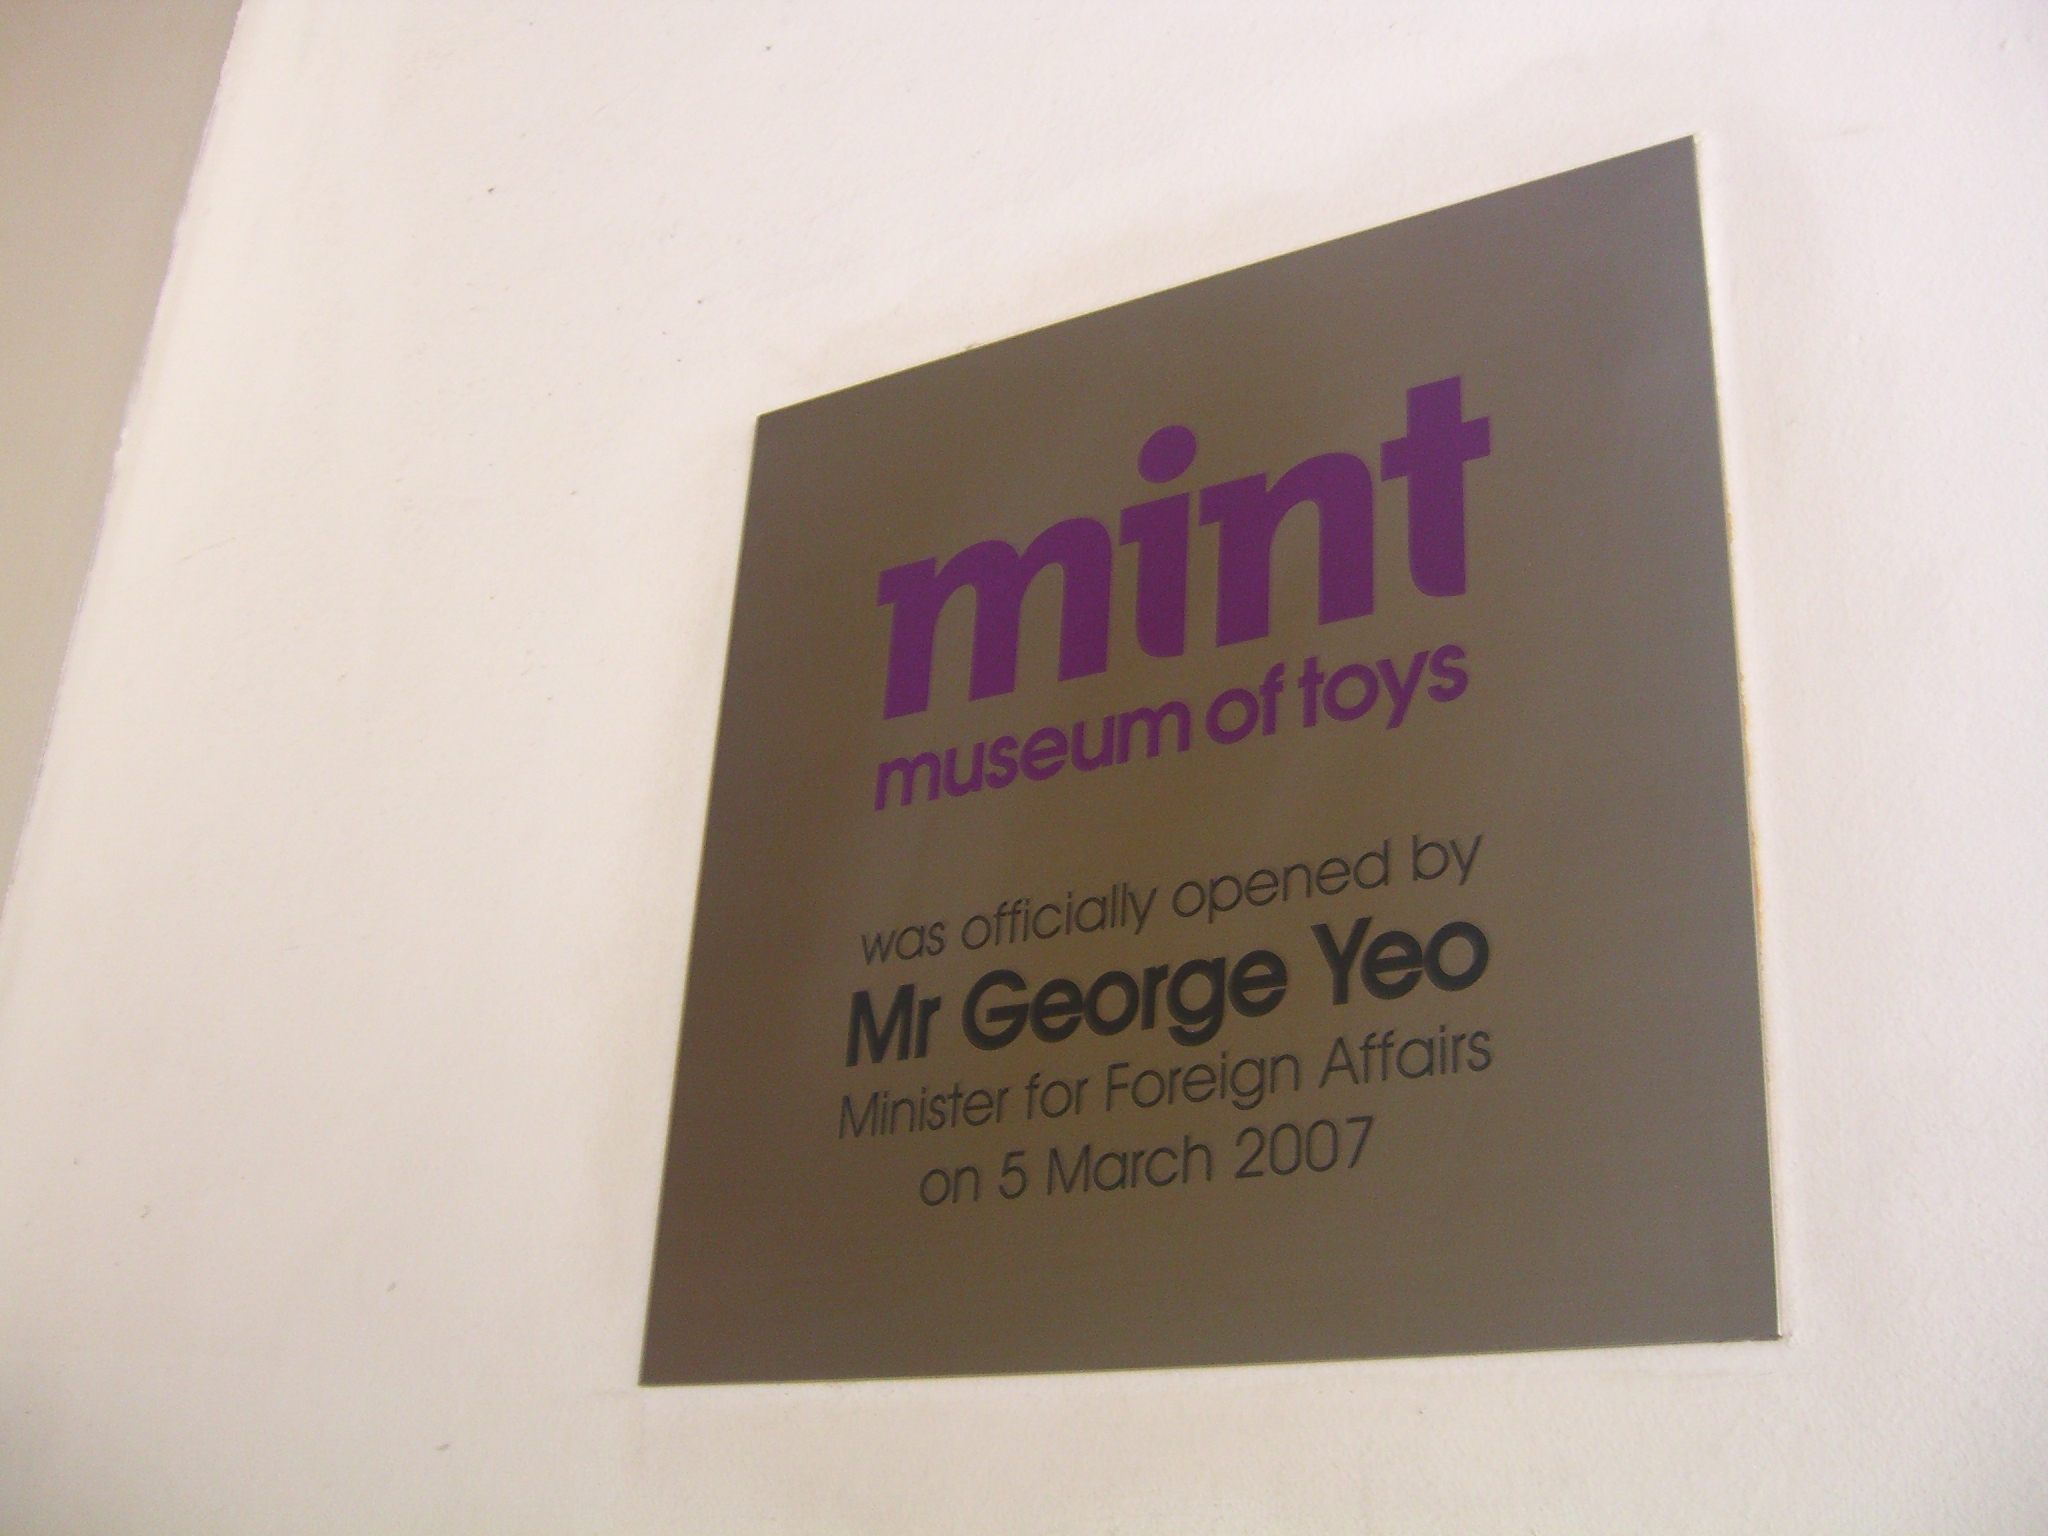 mint
museum of toys
was officially opened by
Mr George Yeo
Minister for Foreign Affairs
on 5 March 2007